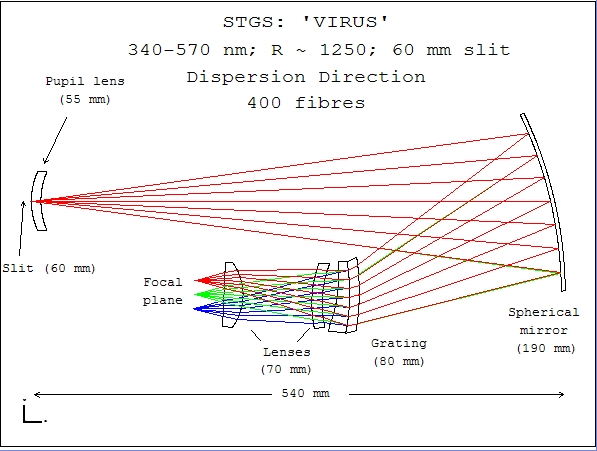 STGS: 'VIRUS'
340-570 nm; R ~ 1250; 60 mm slit
Dispersion Direction
400 fibres
Pupil lens
(55 mm)
Slit (60 mm)
Focal
plane
Lenses
(70 mm)
Grating
(80 mm)
Spherical
mirror
(190 mm)
540 mm